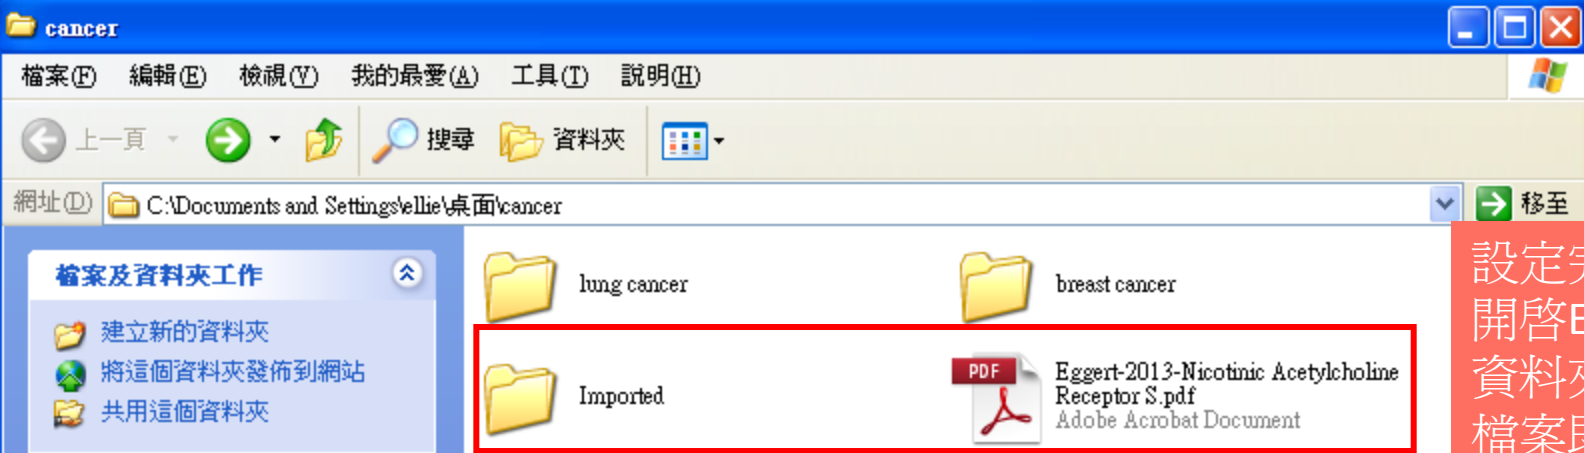 cancer
檔案(F) 編輯(E) 檢視(V) 我的最愛(A) 工具(T) 說明(H)
上一頁 搜尋 資料夾
網址(D) C:\Documents and Settings\ellie\桌面\cancer 移至
檔案及資料夾工作
建立新的資料夾
將這個資料夾發佈到網站
共用這個資料夾
lung cancer
breast cancer
Imported
PDF
Eggert-2013-Nicotinic Acetylcholine
Receptor S.pdf
Adobe Acrobat Document
設定
開啓
資料
檔案